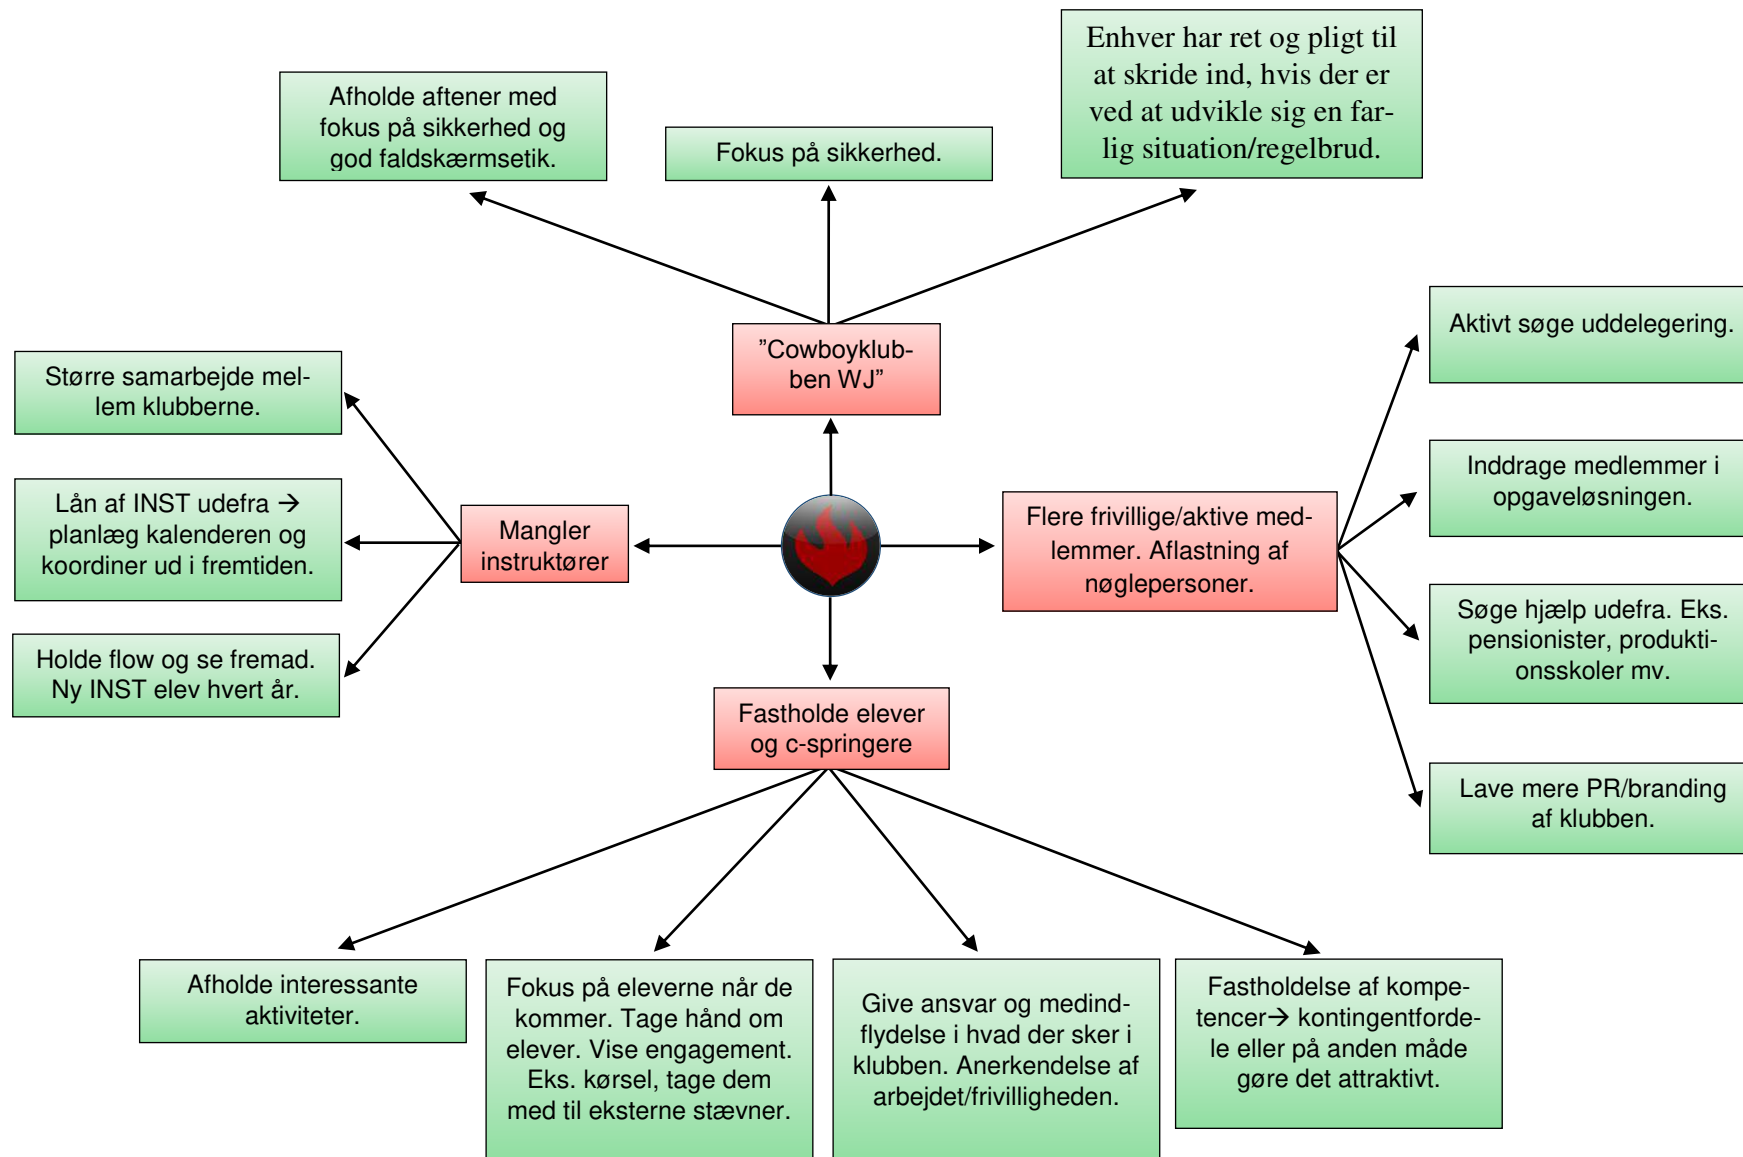 Afholde aftener med
fokus på sikkerhed og
god faldskærmsetik.
Fokus på sikkerhed.
Enhver har ret og pligt til
at skride ind, hvis der er
ved at udvikle sig en far-
lig situation/regelbrud.
”Cowboyklub-
ben WJ”
Større samarbejde mel-
lem klubberne.
Lån af INST udefra →
planlæg kalenderen og
koordiner ud i fremtiden.
Holde flow og se fremad.
Ny INST elev hvert år.
Mangler
instruktører
Flere frivillige/aktive med-
lemmer. Aflastning af
nøglepersoner.
Aktivt søge uddelegering.
Inddrage medlemmer i
opgaveløsningen.
Søge hjælp udefra. Eks.
pensionister, produkti-
onsskoler mv.
Lave mere PR/branding
af klubben.
Fastholde elever
og c-springere
Afholde interessante
aktiviteter.
Fokus på eleverne når de
kommer. Tage hånd om
elever. Vise engagement.
Eks. kørsel, tage dem
med til eksterne stævner.
Give ansvar og medind-
flydelse i hvad der sker i
klubben. Anerkendelse af
arbejdet/frivilligheden.
Fastholdelse af kompe-
tencer→ kontingentforde-
le eller på anden måde
gøre det attraktivt.